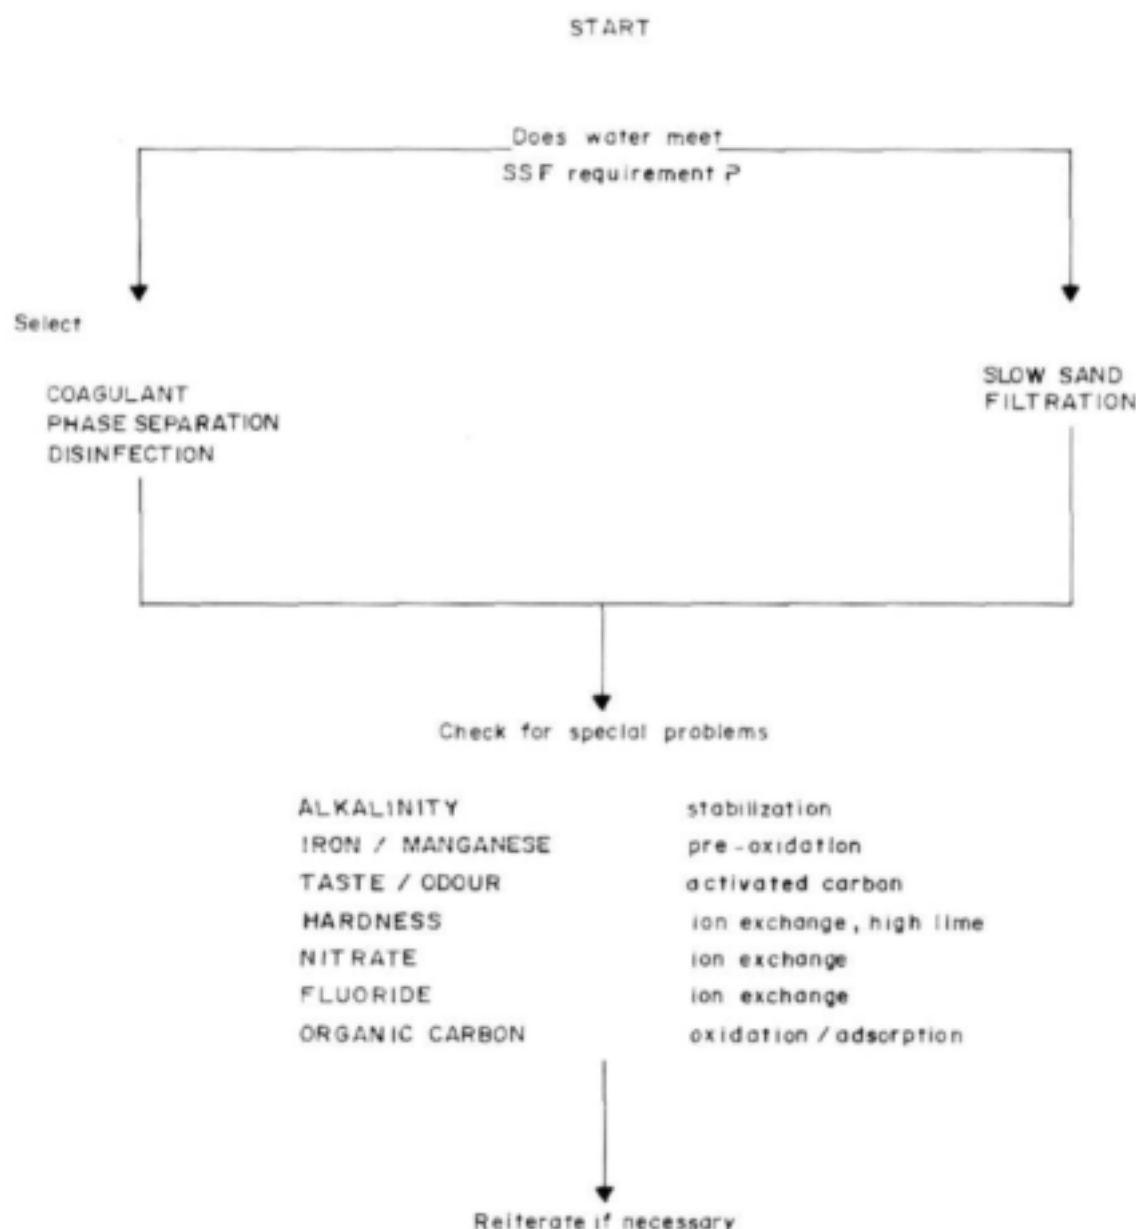 START
Does water meet
SSF requirement?
Select
COAGULANT
PHASE SEPARATION
DISINFECTION
SLOW SAND
FILTRATION
Check for special problems
ALKALINITY stabilization
IRON / MANGANESE pre-oxidation
TASTE / ODOUR activated carbon
HARDNESS ion exchange, high lime
NITRATE ion exchange
FLUORIDE ion exchange
ORGANIC CARBON oxidation / adsorption
Reiterate if necessary